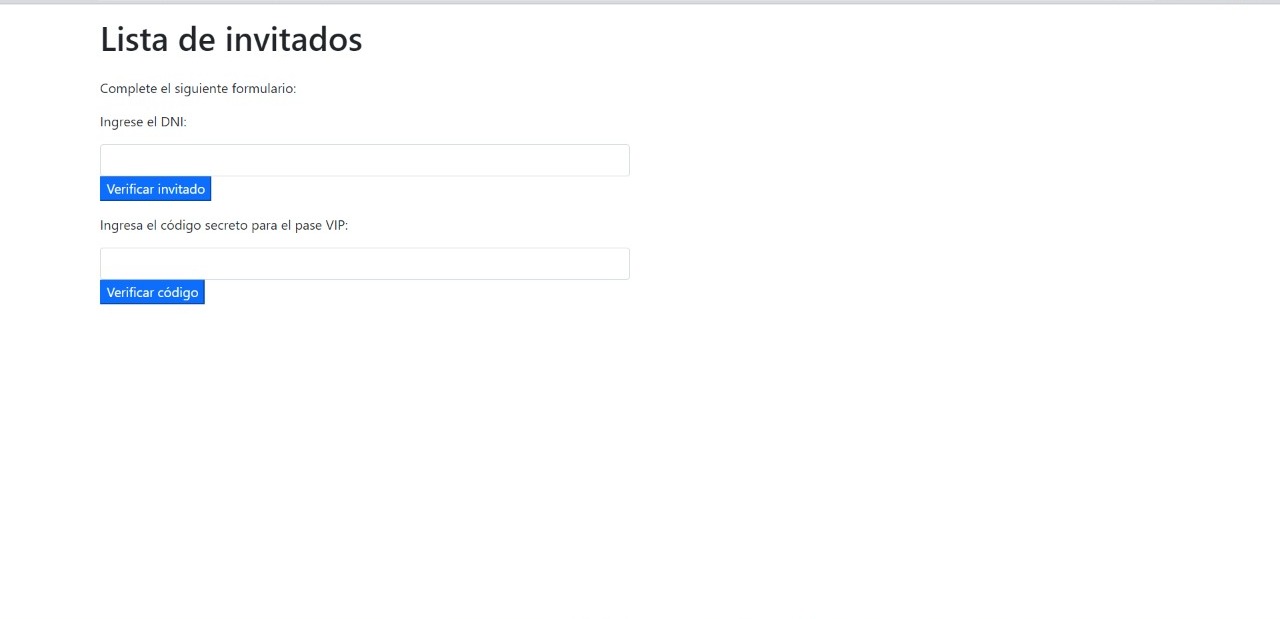 Lista de invitados
Complete el siguiente formulario:
Ingrese el DNI:
Verificar invitado
Ingresa el código secreto para el pase VIP:
Verificar código